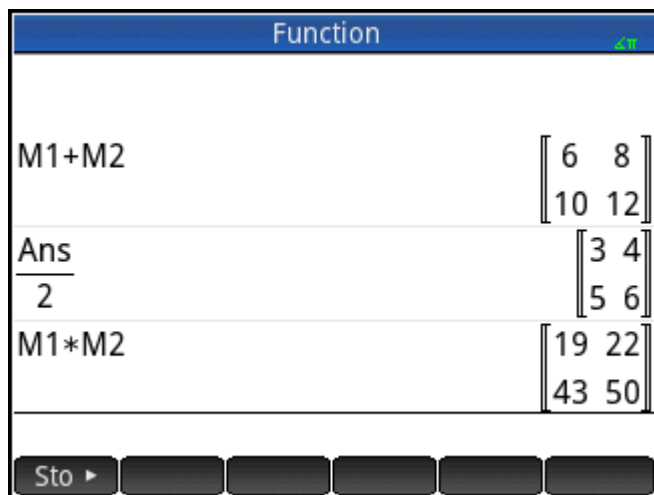 Function
∡π
M1+M2
[6 8
10 12]
Ans
2
[3 4
5 6]
M1*M2
[19 22
43 50]
Sto ▸